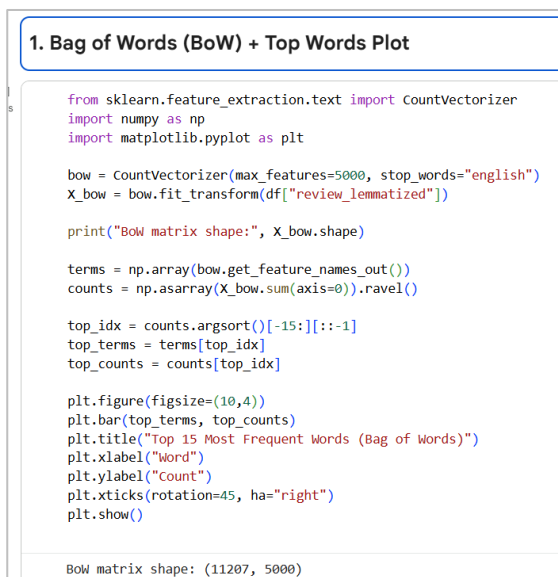 1. Bag of Words (BoW) + Top Words Plot
s
from sklearn.feature_extraction.text import CountVectorizer
import numpy as np
import matplotlib.pyplot as plt
bow = CountVectorizer(max_features=5000, stop_words="english")
X_bow = bow.fit_transform(df["review_lemmatized"])
print("BoW matrix shape:", X_bow.shape)
terms = np.array(bow.get_feature_names_out())
counts = np.asarray(X_bow.sum(axis=0)).ravel()
top_idx = counts.argsort()[-15:][::-1]
top_terms = terms[top_idx]
top_counts = counts[top_idx]
plt.figure(figsize=(10,4))
plt.bar(top_terms, top_counts)
plt.title("Top 15 Most Frequent Words (Bag of Words)")
plt.xlabel("Word")
plt.ylabel("Count")
plt.xticks(rotation=45, ha="right")
plt.show()
BoW matrix shape: (11207, 5000)